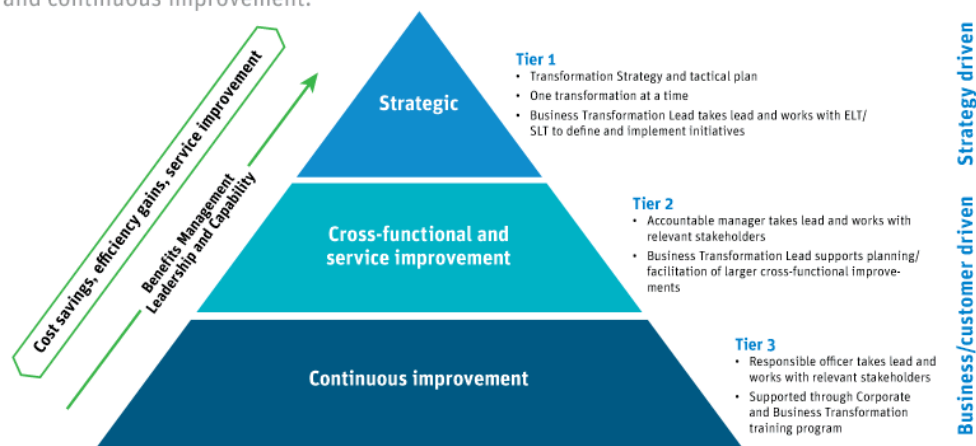 and continuous improvement.
Cost savings, efficiency gains, service improvement
Benefits Management
Leadership and Capability
Strategic
Tier 1
• Transformation Strategy and tactical plan
• One transformation at a time
• Business Transformation Lead takes lead and works with ELT/
SLT to define and implement initiatives
Strategy driven
Cross-functional and
service improvement
Tier 2
• Accountable manager takes lead and works with
relevant stakeholders
• Business Transformation Lead supports planning/
facilitation of larger cross-functional improve-
ments
Continuous improvement
Tier 3
• Responsible officer takes lead and
works with relevant stakeholders
• Supported through Corporate
and Business Transformation
training program
Business/customer driven